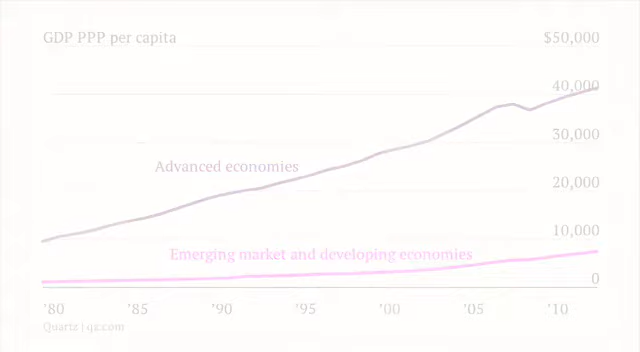 GDP PPP per capita
$50,000
40,000
30,000
Advanced economies
20,000
10,000
Emerging market and developing economies
0
'80 '85 '90 '95 '00 '05 '10
Quartz | qz.com